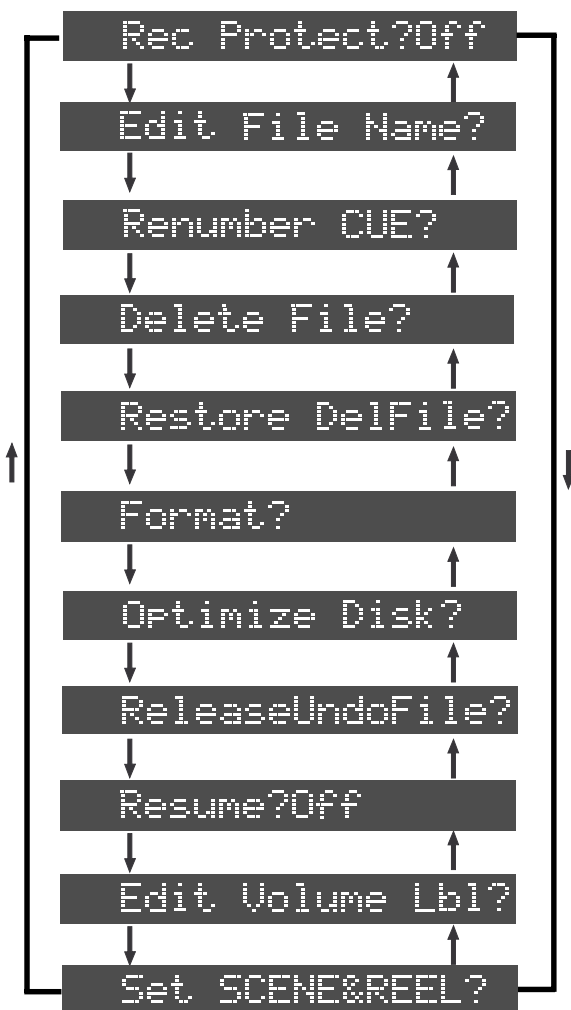 Rec Protect?Off
Edit File Name?
Renumber CUE?
Delete File?
Restore DelFile?
Format?
Optimize Disk?
ReleaseUndoFile?
Resume?Off
Edit Volume Lbl?
Set SCENE&REEL?